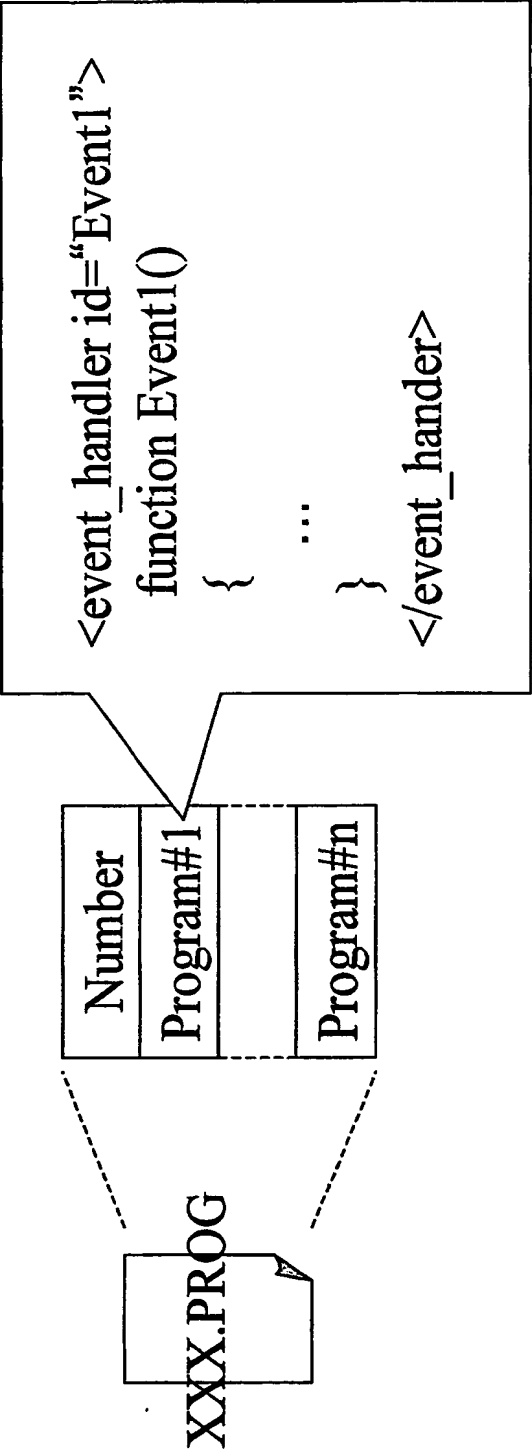 XXX.PROG
Number
Program#1
Program#n
<event_handler id=“Event1”>
function Event1()
{
…
}
</event_hander>